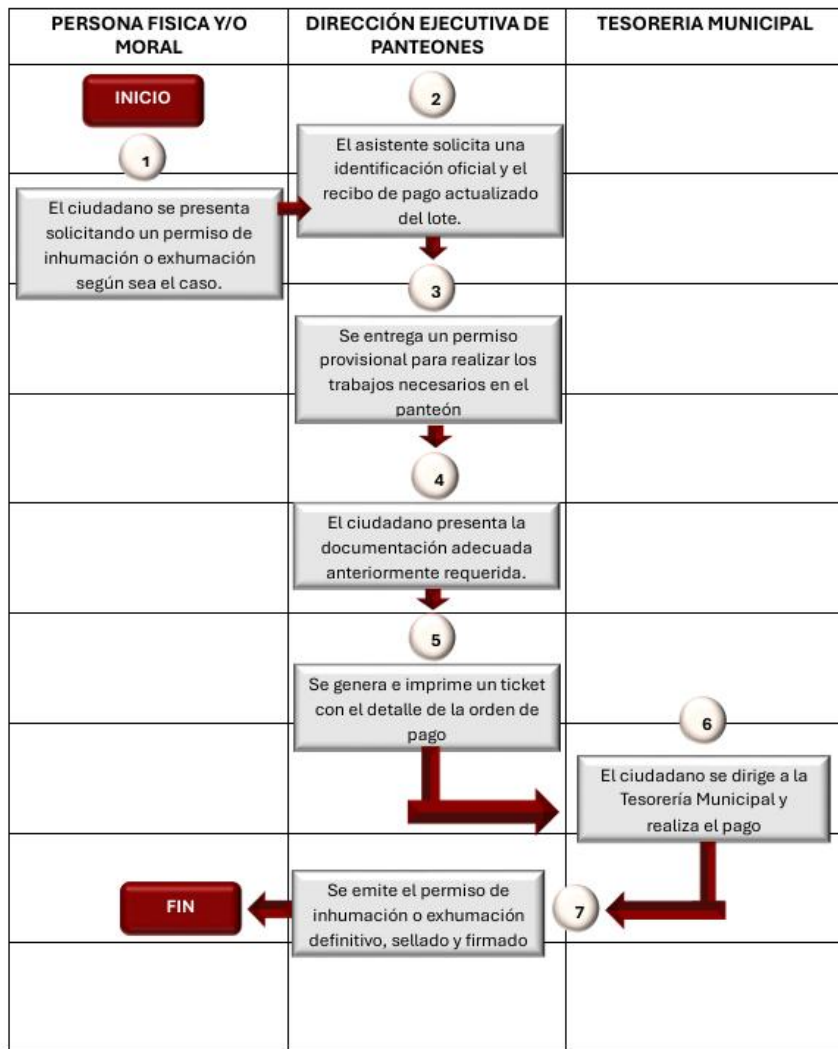 PERSONA FISICA Y/O
MORAL
DIRECCIÓN EJECUTIVA DE
PANTEONES
TESORERIA MUNICIPAL
INICIO
1
El ciudadano se presenta
solicitando un permiso de
inhumación o exhumación
según sea el caso.
2
El asistente solicita una
identificación oficial y el
recibo de pago actualizado
del lote.
3
Se entrega un permiso
provisional para realizar los
trabajos necesarios en el
panteón
4
El ciudadano presenta la
documentación adecuada
anteriormente requerida.
5
Se genera e imprime un ticket
con el detalle de la orden de
pago
6
El ciudadano se dirige a la
Tesorería Municipal y
realiza el pago
7
Se emite el permiso de
inhumación o exhumación
definitivo, sellado y firmado
FIN